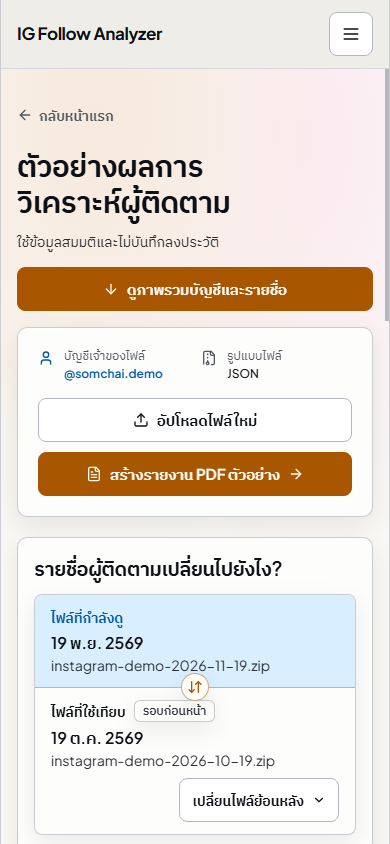 IG Follow Analyzer
กลับหน้าแรก
ตัวอย่างผลการ
วิเคราะห์ผู้ติดตาม
ใช้ข้อมูลสมมติและไม่บันทึกลงประวัติ
ดูภาพรวมบัญชีและรายชื่อ
บัญชีเจ้าของไฟล์
@somchai.demo
รูปแบบไฟล์
JSON
อัปโหลดไฟล์ใหม่
สร้างรายงาน PDF ตัวอย่าง
รายชื่อผู้ติดตามเปลี่ยนไปยังไง?
ไฟล์ที่กำลังดู
19 พ.ย. 2569
instagram-demo-2026-11-19.zip
ไฟล์ที่ใช้เทียบ รอบก่อนหน้า
19 ต.ค. 2569
instagram-demo-2026-10-19.zip
เปลี่ยนไฟล์ย้อนหลัง